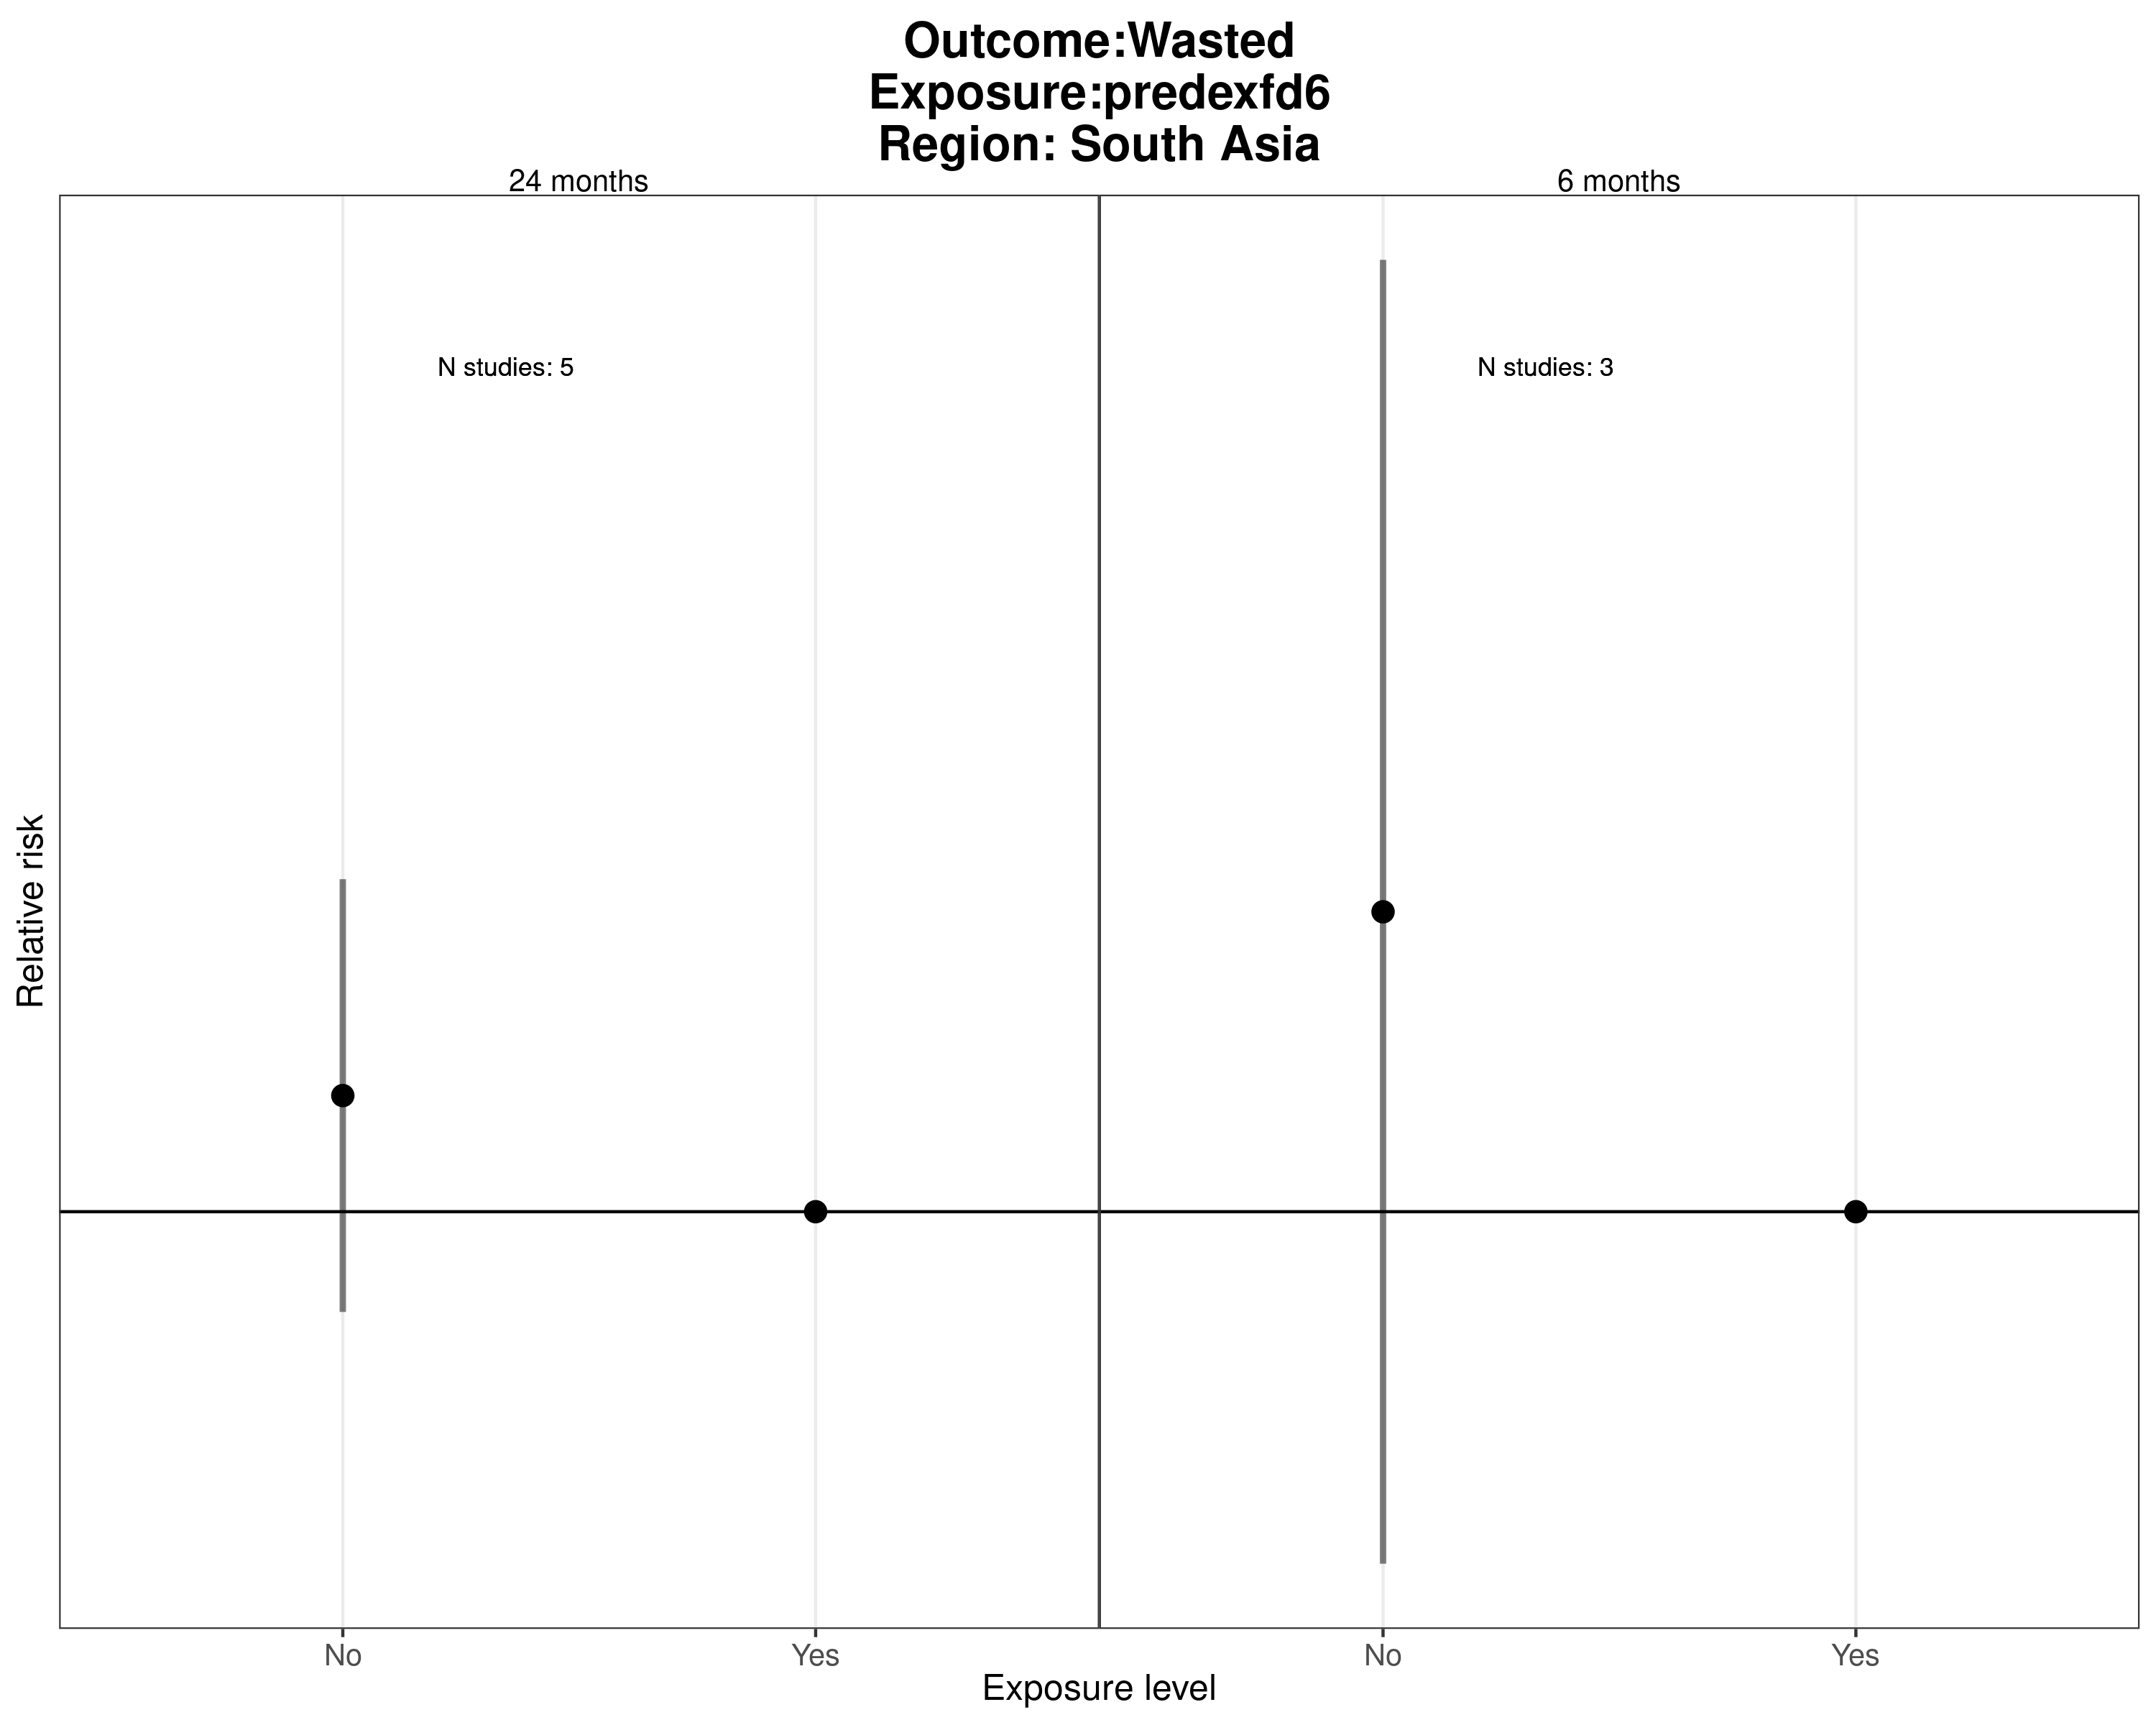 Outcome:Wasted
Exposure:predexfd6
Region: South Asia
24 months
6 months
N studies: 5
N studies: 3
Relative risk
No
Yes
No
Yes
Exposure level